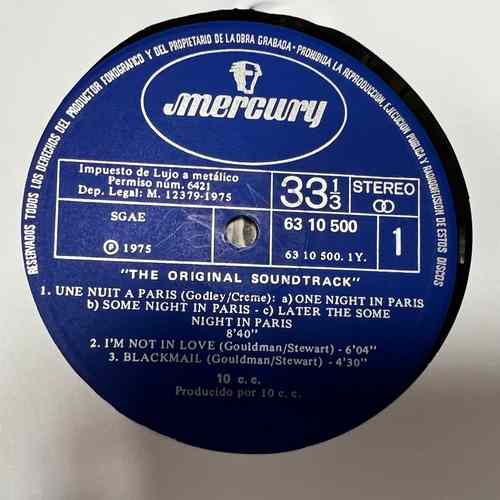 RESERVADOS TODOS LOS DERECHOS DEL PRODUCTOR FONOGRAFICO Y DEL PROPIETARIO DE LA OBRA GRABADA - PROHIBIDA LA REPRODUCCION, EJECUCION PUBLICA Y RADIODIFUSION DE ESTOS DISCOS
mercury
Impuesto de Lujo a metálico
Permiso núm. 6421
Dep. Legal: M. 12379-1975
33 1/3
STEREO
SGAE
℗ 1975
63 10 500
63 10 500. 1Y.
1
"THE ORIGINAL SOUNDTRACK"
1. UNE NUIT A PARIS (Godley/Creme): a) ONE NIGHT IN PARIS
b) SOME NIGHT IN PARIS - c) LATER THE SOME
NIGHT IN PARIS
8'40"
2. I'M NOT IN LOVE (Gouldman/Stewart) - 6'04"
3. BLACKMAIL (Gouldman/Stewart) - 4'30"
10 c. c.
Producido por 10 c. c.